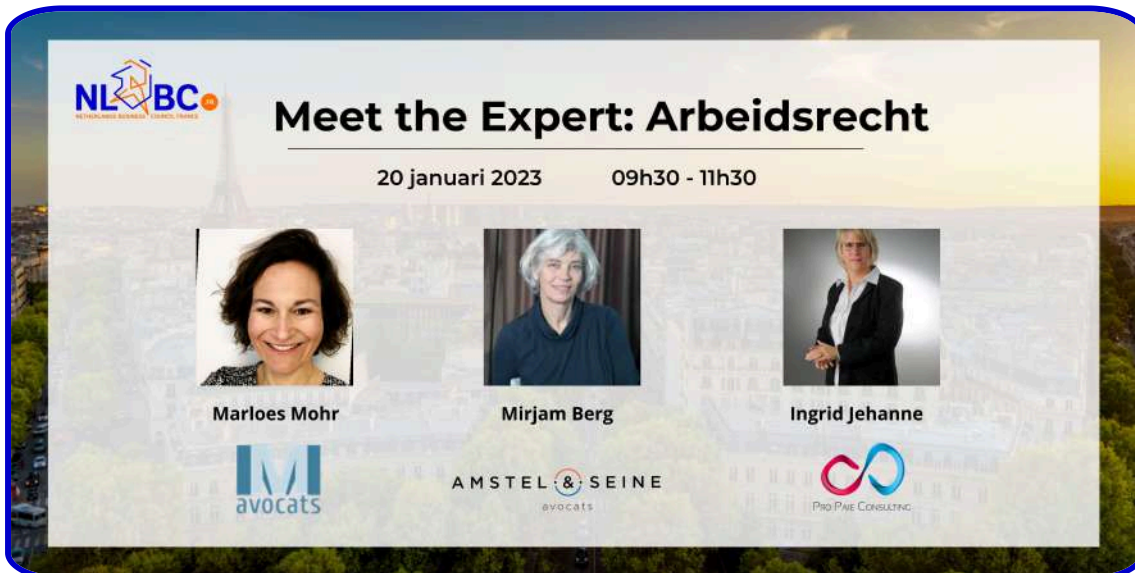 NL BC.FR
NETHERLANDS BUSINESS COUNCIL FRANCE
Meet the Expert: Arbeidsrecht
20 januari 2023 09h30 - 11h30
Marloes Mohr Mirjam Berg Ingrid Jehanne
M
avocats
AMSTEL & SEINE
avocats
PRO PAIE CONSULTING